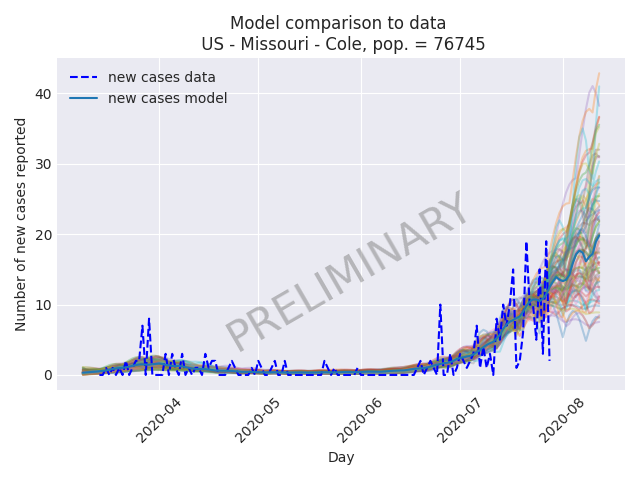 Model comparison to data
US - Missouri - Cole, pop. = 76745
new cases data
new cases model
Number of new cases reported
40
30
20
10
0
PRELIMINARY
2020-04
2020-05
2020-06
2020-07
2020-08
Day